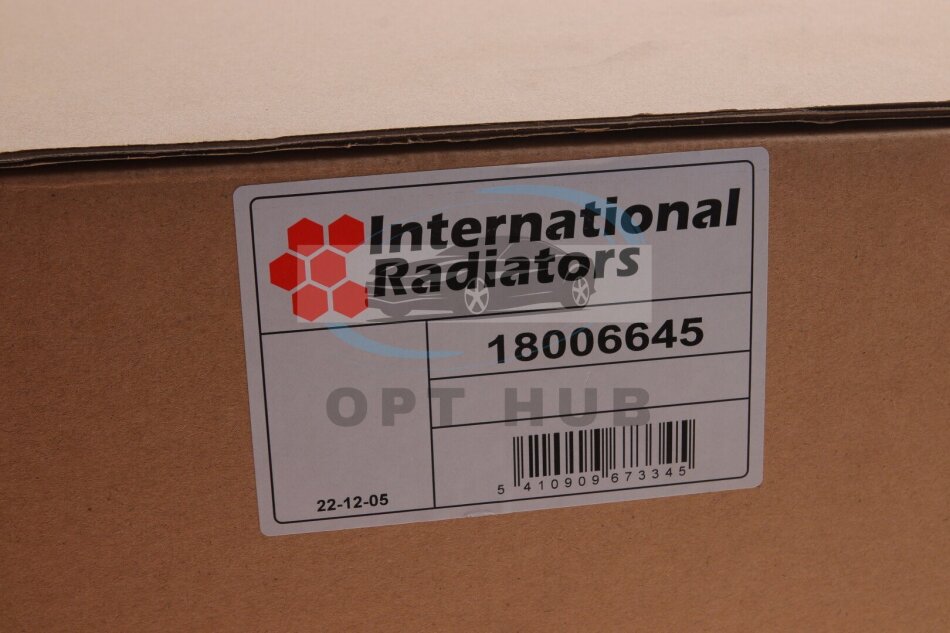 International
Radiators
18006645
OPT HUB
5 410909 673345
22-12-05